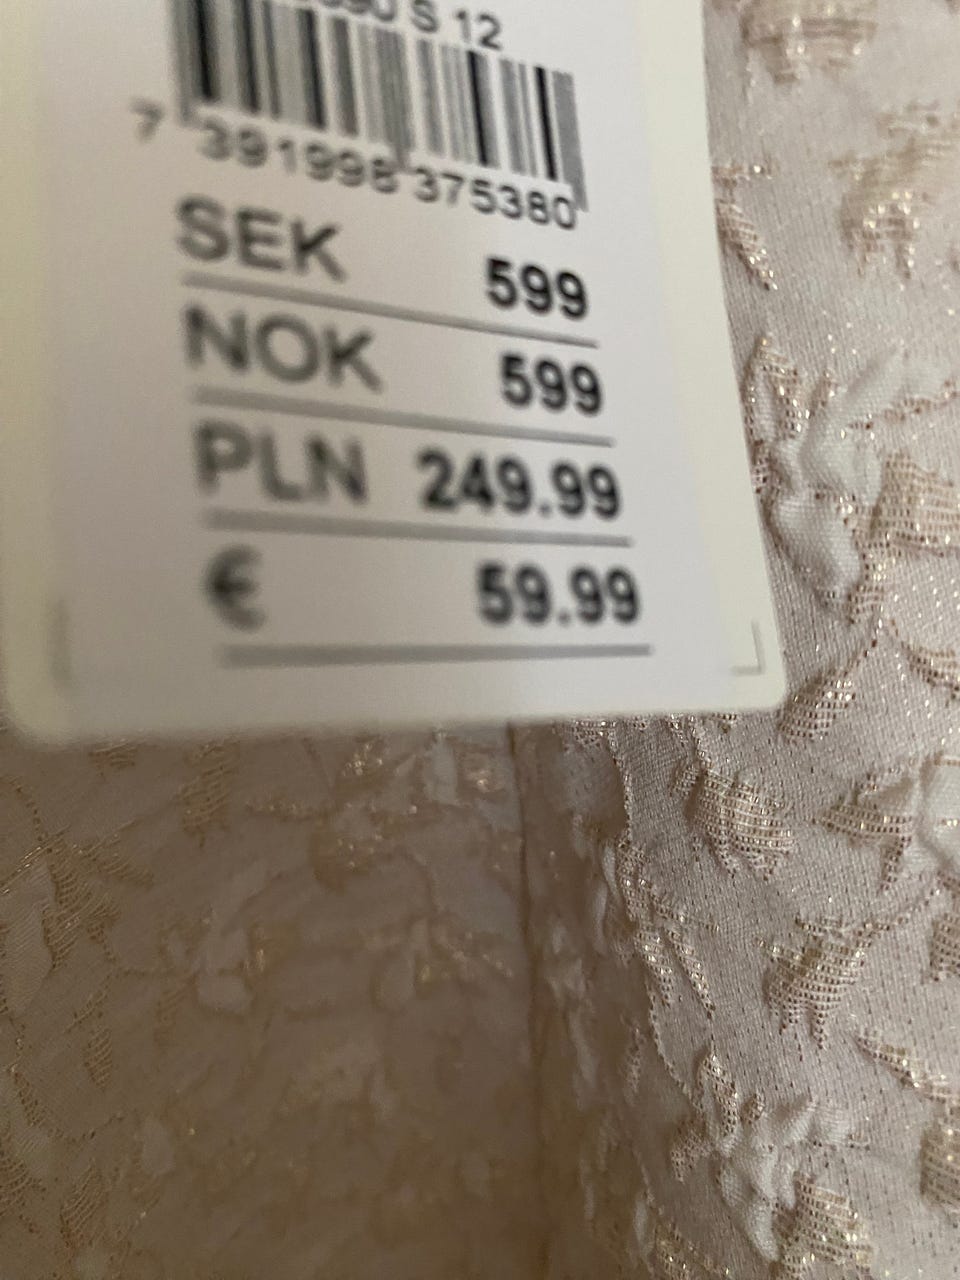 S 12
7 391998 375380
SEK 599
NOK 599
PLN 249.99
€ 59.99